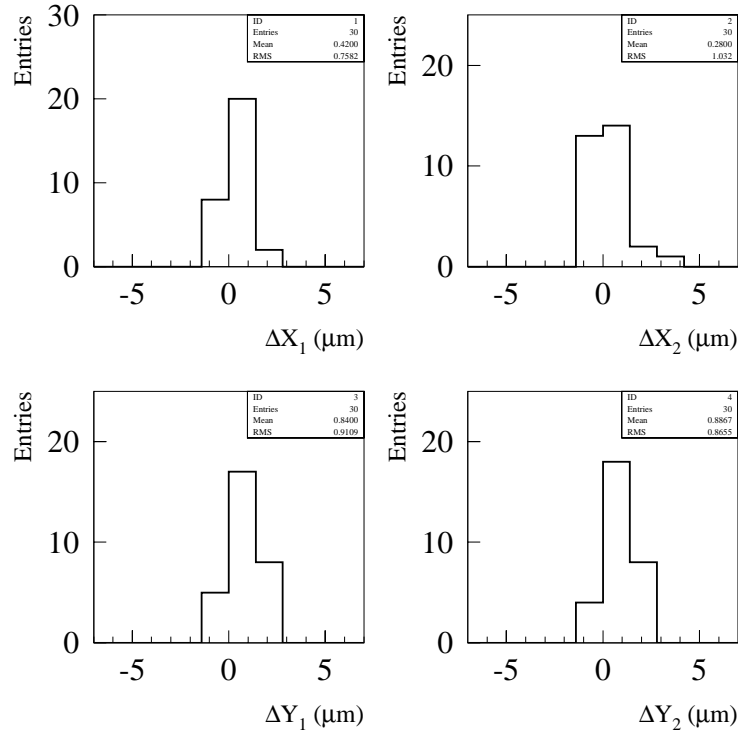 Entries
30
20
10
0
-5 0 5
ΔX1 (μm)
ID 1
Entries 30
Mean 0.4200
RMS 0.7582
Entries
20
10
0
-5 0 5
ΔX2 (μm)
ID 2
Entries 30
Mean 0.2800
RMS 1.032
Entries
20
10
0
-5 0 5
ΔY1 (μm)
ID 3
Entries 30
Mean 0.8400
RMS 0.9109
Entries
20
10
0
-5 0 5
ΔY2 (μm)
ID 4
Entries 30
Mean 0.8867
RMS 0.8655